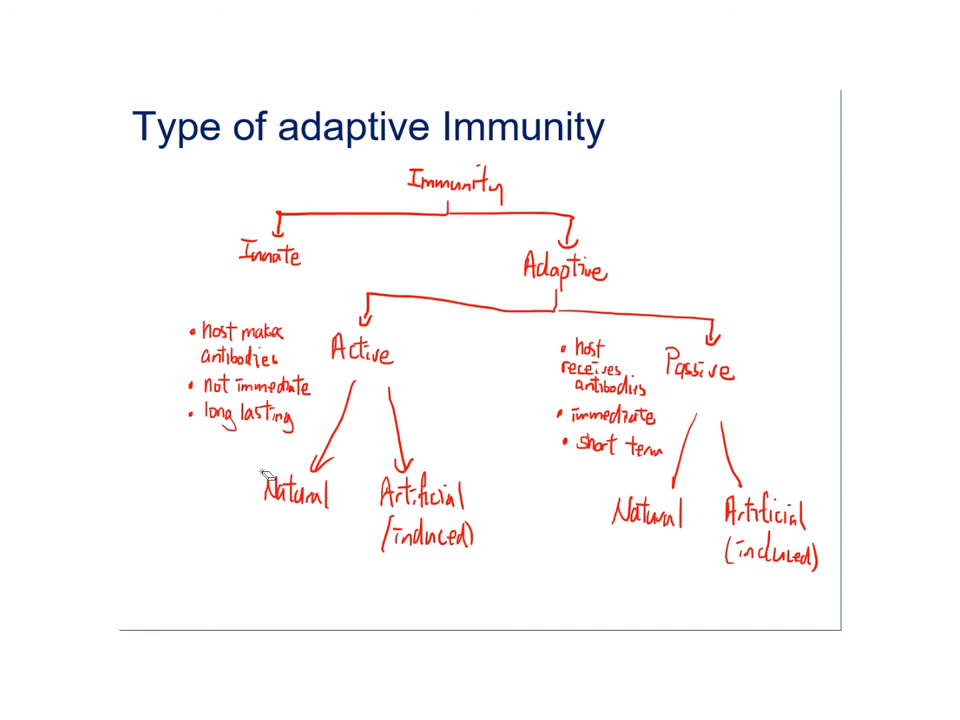 Type of adaptive Immunity
Immunity
Innate
Adaptive
• host makes
antibodies
• not immediate
• long lasting
Active
• host
receives
antibodies
• immediate
• short term
Passive
Natural
Artificial
(induced)
Natural
Artificial
(induced)